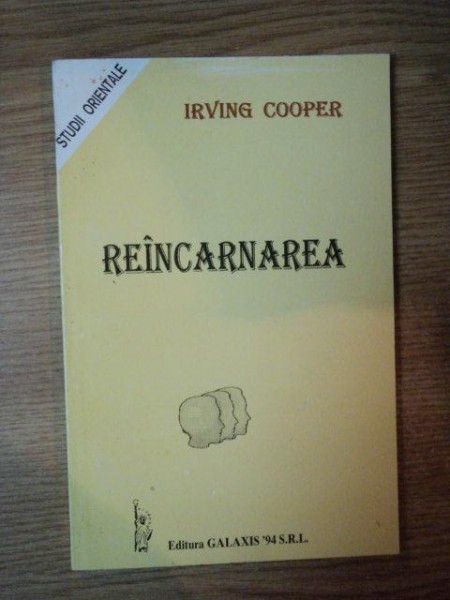 STUDII ORIENTALE
IRVING COOPER
REÎNCARNAREA
Editura GALAXIS '94 S.R.L.